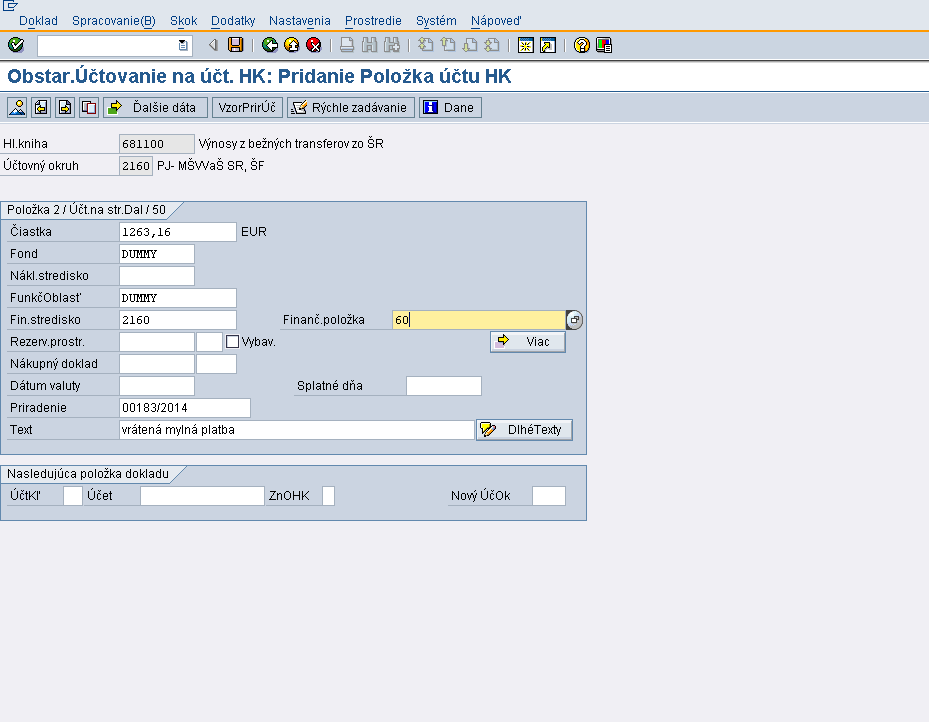 Doklad Spracovanie(B) Skok Dodatky Nastavenia Prostredie Systém Nápoveď
Obstar.Účtovanie na účt. HK: Pridanie Položka účtu HK
Ďalšie dáta VzorPrirÚč Rýchle zadávanie Dane
Hl.kniha 681100 Výnosy z bežných transferov zo ŠR
Účtovný okruh 2160 PJ- MŠVVaŠ SR, ŠF
Položka 2 / Účt.na str.Dal / 50
Čiastka 1263,16 EUR
Fond DUMMY
Nákl.stredisko
FunkčOblasť DUMMY
Fin.stredisko 2160 Finanč.položka 60
Rezerv.prostr. Vybav. Viac
Nákupný doklad
Dátum valuty Splatné dňa
Priradenie 00183/2014
Text vrátená mylná platba DlhéTexty
Nasledujúca položka dokladu
ÚčtKľ Účet ZnOHK Nový ÚčOk